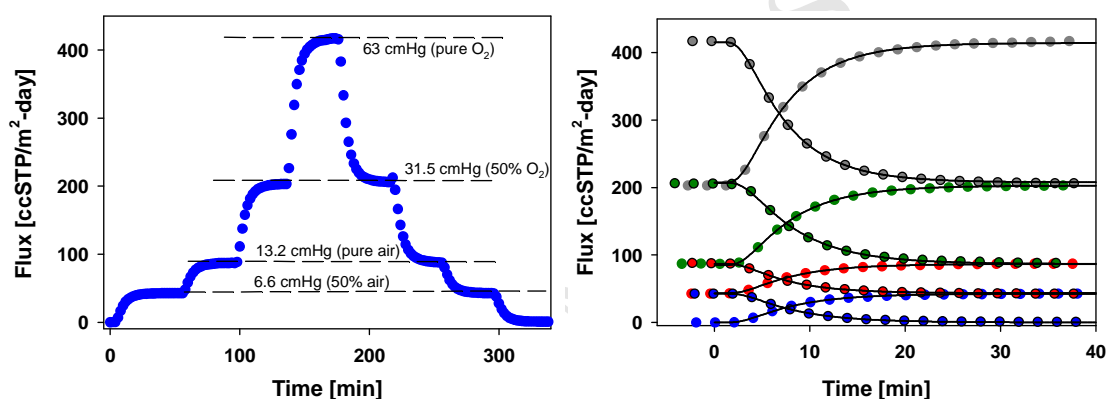 Flux [ccSTP/m²-day]
400
300
200
100
0
63 cmHg (pure O₂)
31.5 cmHg (50% O₂)
13.2 cmHg (pure air)
6.6 cmHg (50% air)
0 100 200 300
Time [min]
Flux [ccSTP/m²-day]
400
300
200
100
0
0 10 20 30 40
Time [min]